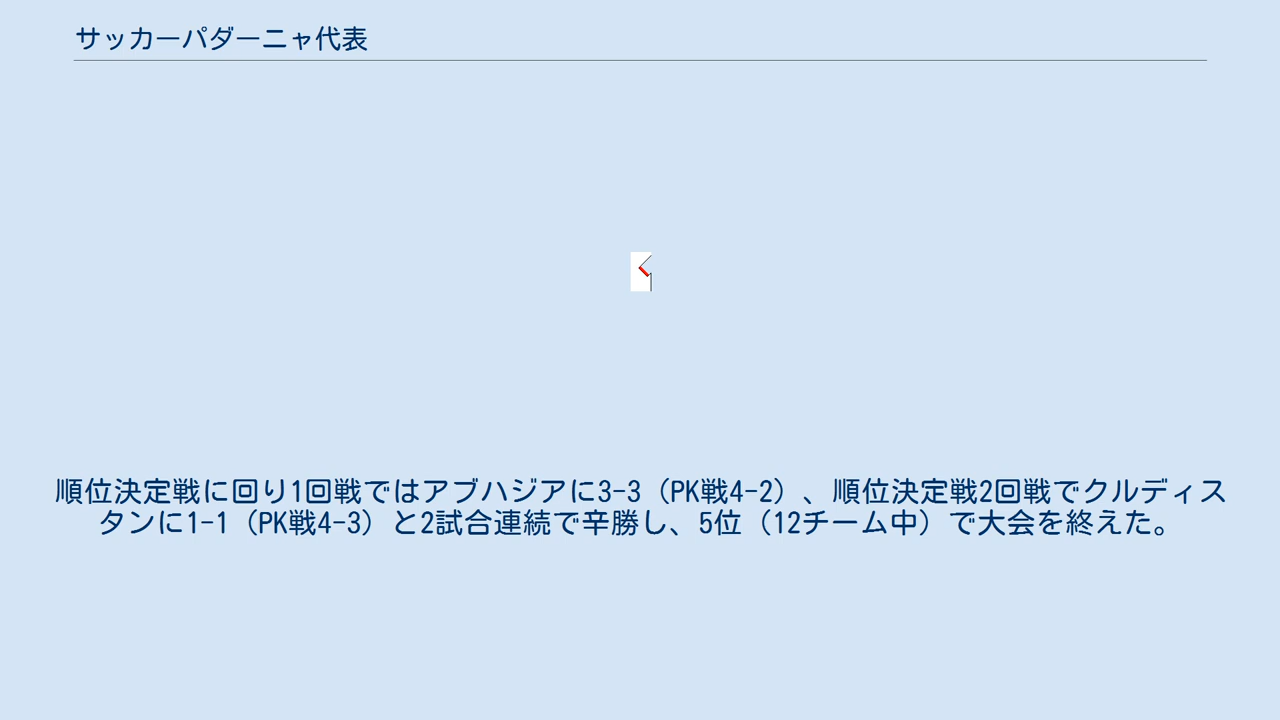 サッカーパダーニャ代表
順位決定戦に回り1回戦ではアブハジアに3-3（PK戦4-2）、順位決定戦2回戦でクルディス
タンに1-1（PK戦4-3）と2試合連続で辛勝し、5位（12チーム中）で大会を終えた。